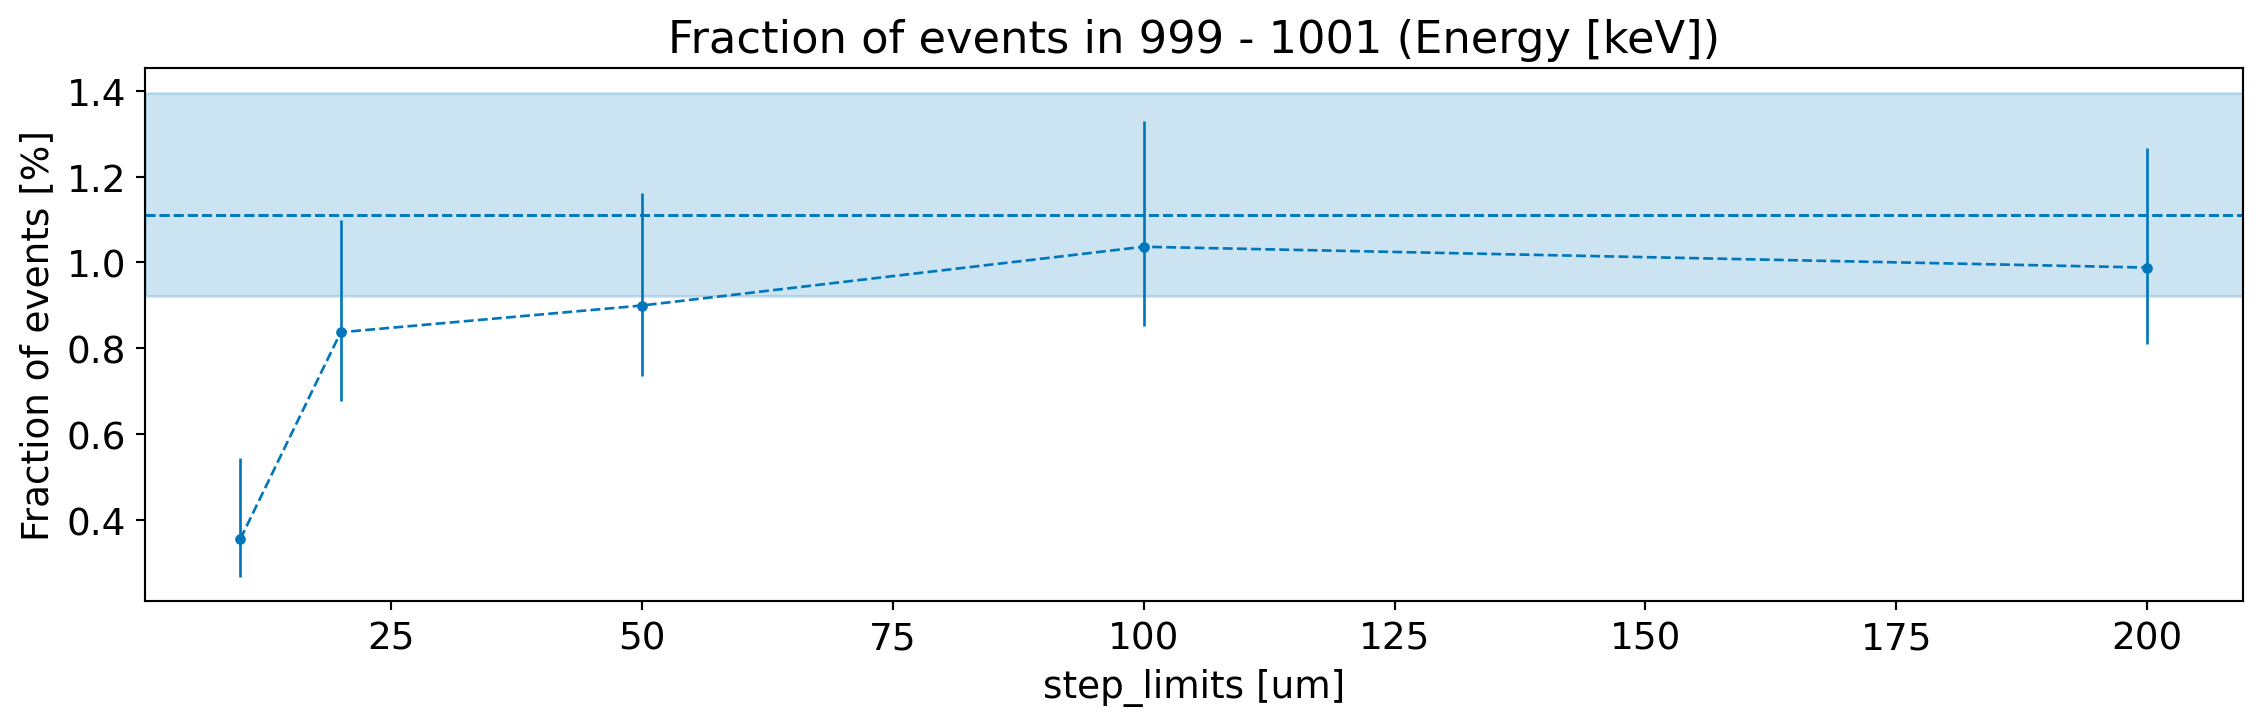 Fraction of events in 999 - 1001 (Energy [keV])
Fraction of events [%]
1.4
1.2
1.0
0.8
0.6
0.4
25 50 75 100 125 150 175 200
step_limits [um]